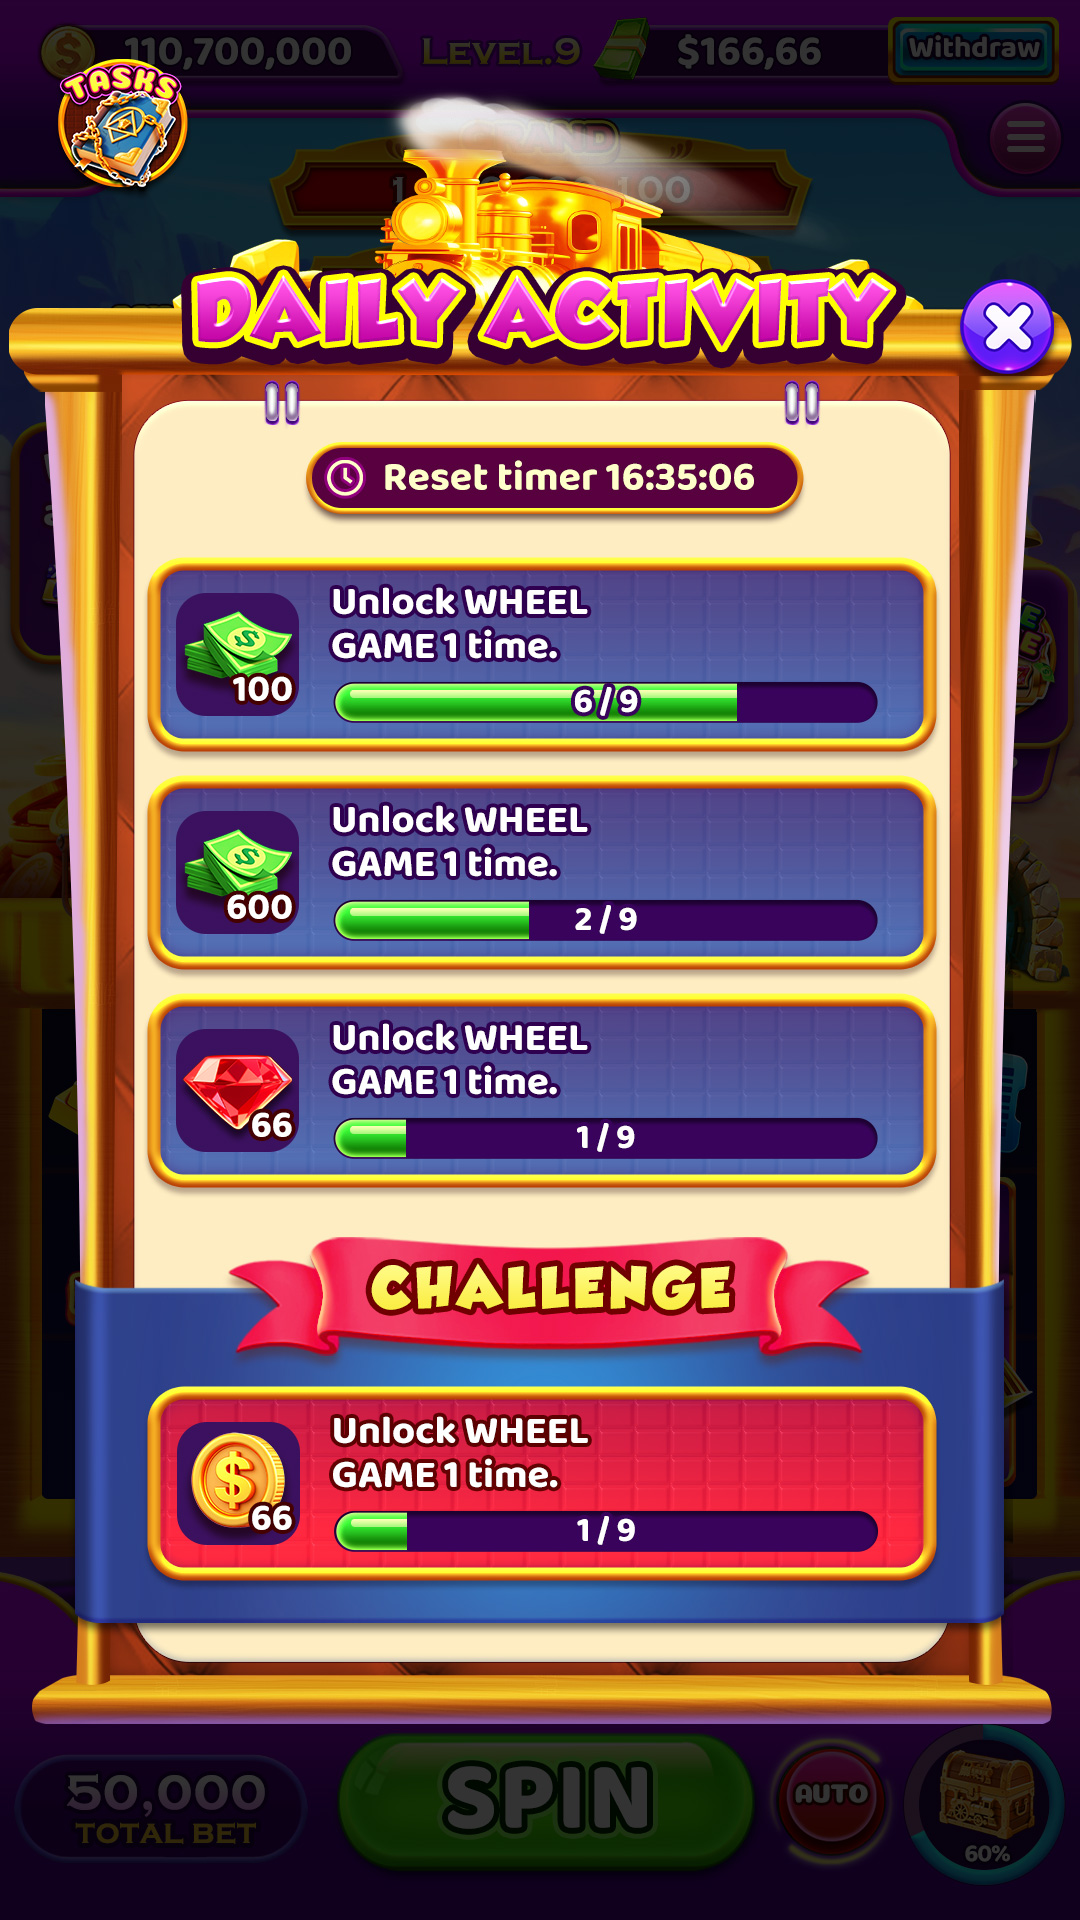 110,700,000
LEVEL.9
$166,66
Withdraw
TASKS
GRAND
DAILY ACTIVITY
Reset timer 16:35:06
Unlock WHEEL
GAME 1 time.
100
6/9
Unlock WHEEL
GAME 1 time.
600
2/9
Unlock WHEEL
GAME 1 time.
66
1/9
CHALLENGE
Unlock WHEEL
GAME 1 time.
66
1/9
50,000
TOTAL BET
SPIN
AUTO
60%